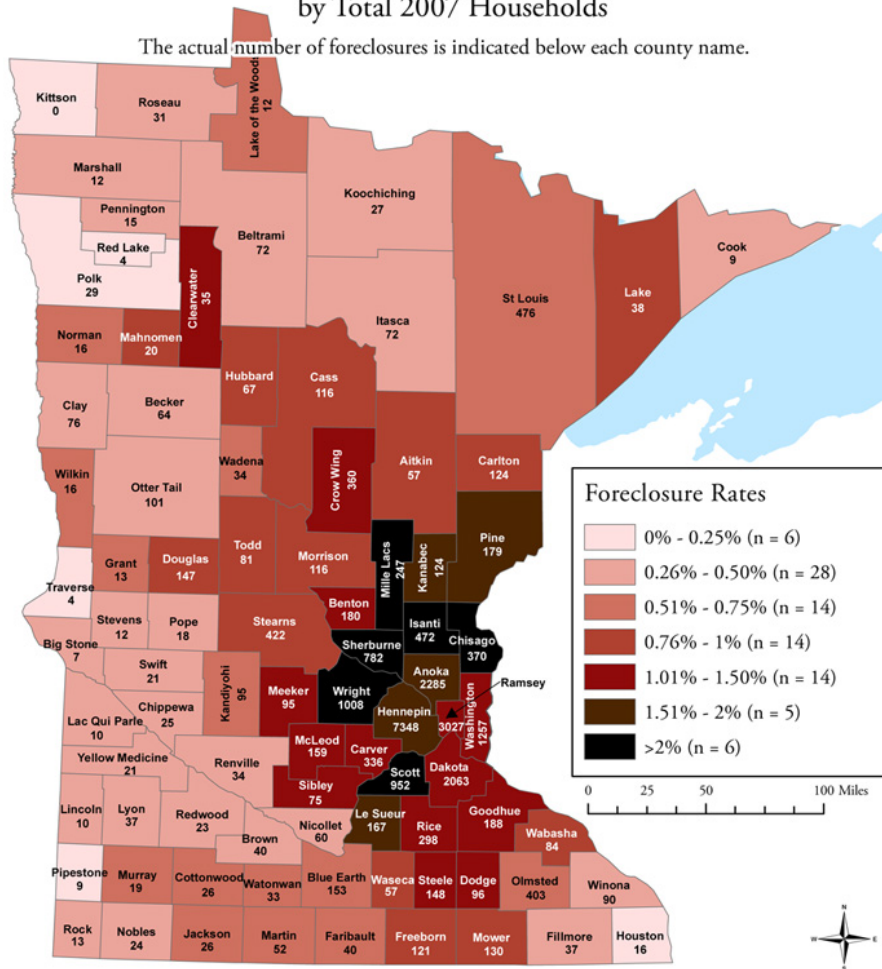 by Total 2007 Households
The actual number of foreclosures is indicated below each county name.
Kittson
0
Roseau
31
Lake of the Woods
12
Marshall
12
Pennington
15
Red Lake
4
Polk
29
Clearwater
35
Beltrami
72
Koochiching
27
Itasca
72
St Louis
476
Lake
38
Cook
9
Norman
16
Mahnomen
20
Hubbard
67
Cass
116
Clay
76
Becker
64
Wilkin
16
Otter Tail
101
Wadena
34
Crow Wing
360
Aitkin
57
Carlton
124
Pine
179
Traverse
4
Grant
13
Douglas
147
Todd
81
Morrison
116
Mille Lacs
247
Kanabec
124
Benton
180
Isanti
472
Chisago
370
Big Stone
7
Stevens
12
Pope
18
Stearns
422
Sherburne
782
Anoka
2285
Ramsey
3027
Washington
1257
Swift
21
Kandiyohi
95
Meeker
95
Wright
1008
Hennepin
7348
Lac Qui Parle
10
Chippewa
25
McLeod
159
Carver
336
Scott
952
Dakota
2063
Yellow Medicine
21
Renville
34
Sibley
75
Lincoln
10
Lyon
37
Redwood
23
Brown
40
Nicollet
60
Le Sueur
167
Rice
298
Goodhue
188
Wabasha
84
Pipestone
9
Murray
19
Cottonwood
26
Watonwan
33
Blue Earth
153
Waseca
57
Steele
148
Dodge
96
Olmsted
403
Winona
90
Rock
13
Nobles
24
Jackson
26
Martin
52
Faribault
40
Freeborn
121
Mower
130
Fillmore
37
Houston
16
Foreclosure Rates
0% - 0.25% (n = 6)
0.26% - 0.50% (n = 28)
0.51% - 0.75% (n = 14)
0.76% - 1% (n = 14)
1.01% - 1.50% (n = 14)
1.51% - 2% (n = 5)
>2% (n = 6)
0 25 50 100 Miles
N
W E
S